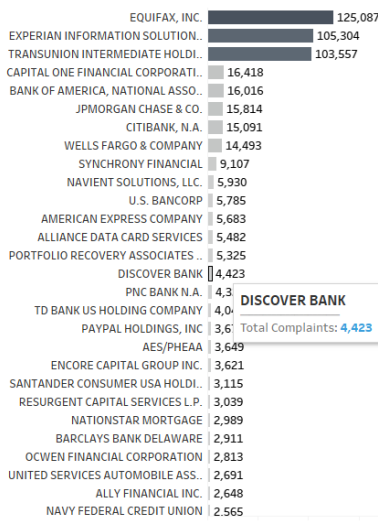 EQUIFAX, INC. 125,087
EXPERIAN INFORMATION SOLUTION.. 105,304
TRANSUNION INTERMEDIATE HOLDI.. 103,557
CAPITAL ONE FINANCIAL CORPORATI.. 16,418
BANK OF AMERICA, NATIONAL ASSO.. 16,016
JPMORGAN CHASE & CO. 15,814
CITIBANK, N.A. 15,091
WELLS FARGO & COMPANY 14,493
SYNCHRONY FINANCIAL 9,107
NAVIENT SOLUTIONS, LLC. 5,930
U.S. BANCORP 5,785
AMERICAN EXPRESS COMPANY 5,683
ALLIANCE DATA CARD SERVICES 5,482
PORTFOLIO RECOVERY ASSOCIATES .. 5,325
DISCOVER BANK 4,423
PNC BANK N.A.
DISCOVER BANK
TD BANK US HOLDING COMPANY
Total Complaints: 4,423
PAYPAL HOLDINGS, INC
AES/PHEAA 3,649
ENCORE CAPITAL GROUP INC. 3,621
SANTANDER CONSUMER USA HOLDI.. 3,115
RESURGENT CAPITAL SERVICES L.P. 3,039
NATIONSTAR MORTGAGE 2,989
BARCLAYS BANK DELAWARE 2,911
OCWEN FINANCIAL CORPORATION 2,813
UNITED SERVICES AUTOMOBILE ASS.. 2,691
ALLY FINANCIAL INC. 2,648
NAVY FEDERAL CREDIT UNION 2,565